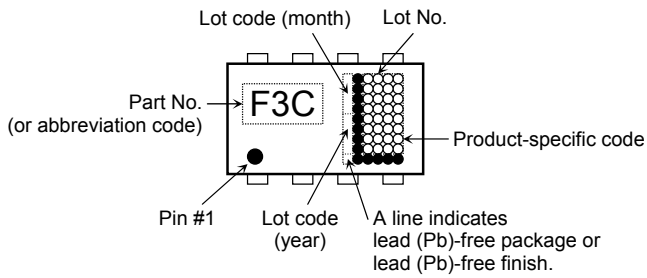 Lot code (month)
Lot No.
Part No.
(or abbreviation code)
F3C
Product-specific code
Pin #1
Lot code
(year)
A line indicates
lead (Pb)-free package or
lead (Pb)-free finish.